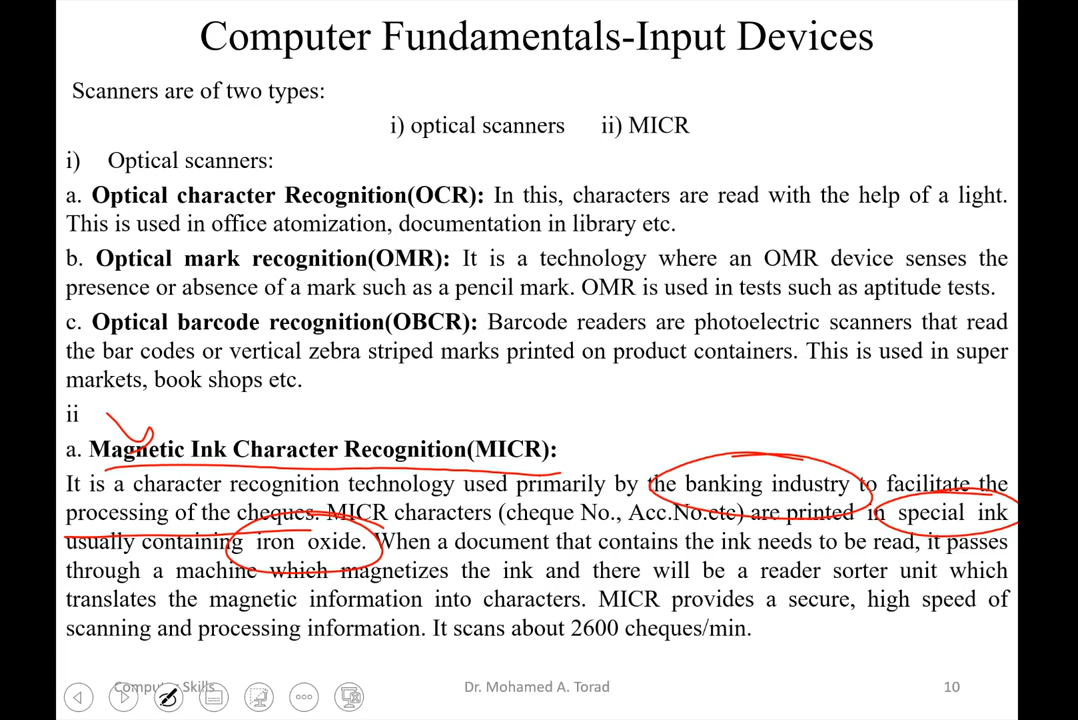 Computer Fundamentals-Input Devices
Scanners are of two types:
i) optical scanners ii) MICR
i) Optical scanners:
a. Optical character Recognition(OCR): In this, characters are read with the help of a light.
This is used in office atomization, documentation in library etc.
b. Optical mark recognition(OMR): It is a technology where an OMR device senses the
presence or absence of a mark such as a pencil mark. OMR is used in tests such as aptitude tests.
c. Optical barcode recognition(OBCR): Barcode readers are photoelectric scanners that read
the bar codes or vertical zebra striped marks printed on product containers. This is used in super
markets, book shops etc.
ii
a. Magnetic Ink Character Recognition(MICR):
It is a character recognition technology used primarily by the banking industry to facilitate the
processing of the cheques. MICR characters (cheque No., Acc.No.etc) are printed in special ink
usually containing iron oxide. When a document that contains the ink needs to be read, it passes
through a machine which magnetizes the ink and there will be a reader sorter unit which
translates the magnetic information into characters. MICR provides a secure, high speed of
scanning and processing information. It scans about 2600 cheques/min.
Computer Skills Dr. Mohamed A. Torad 10